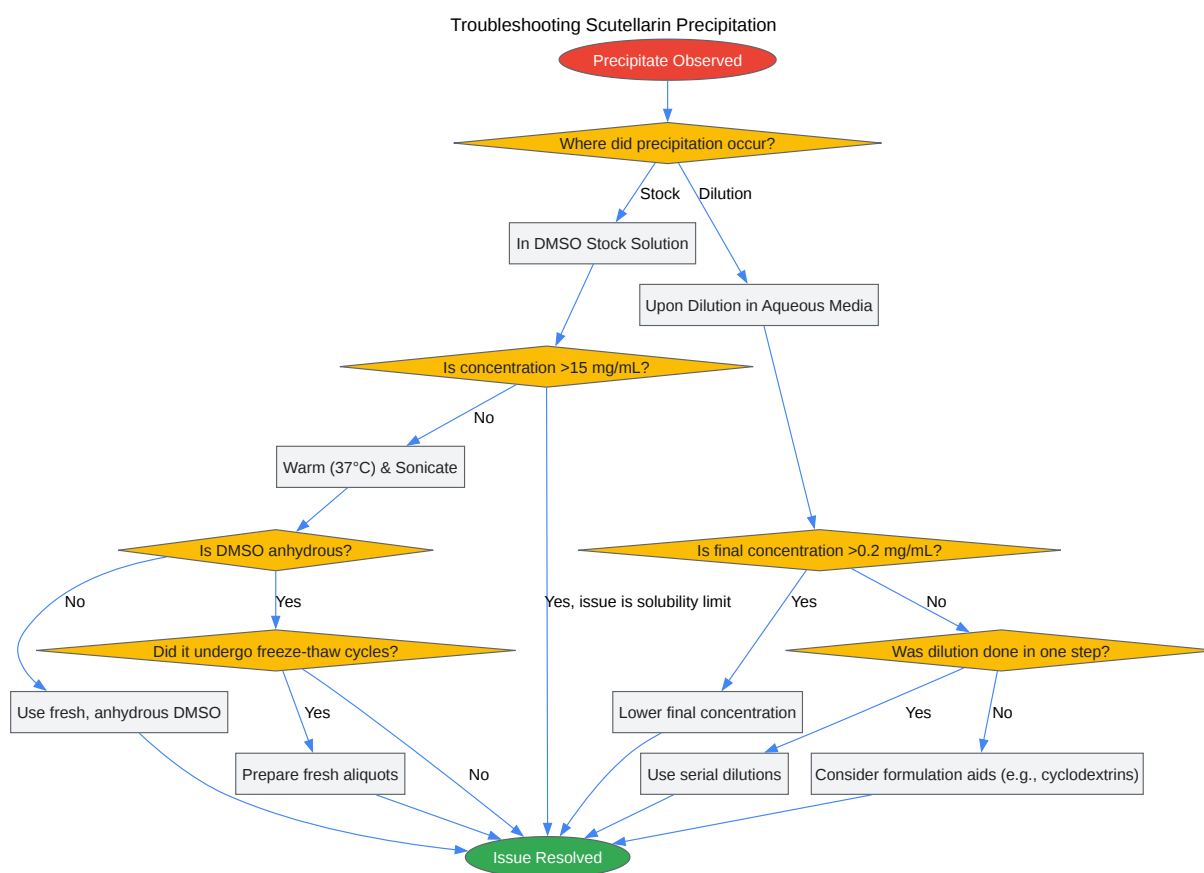 Troubleshooting Scutellarin Precipitation
Precipitate Observed
Where did precipitation occur?
Stock
Dilution
In DMSO Stock Solution
Upon Dilution in Aqueous Media
Is concentration >15 mg/mL?
No
Warm (37°C) & Sonicate
Is DMSO anhydrous?
Is final concentration >0.2 mg/mL?
No
Yes
Yes, issue is solubility limit
Yes
No
Did it undergo freeze-thaw cycles?
Was dilution done in one step?
Use fresh, anhydrous DMSO
Yes
Lower final concentration
Yes
No
Prepare fresh aliquots
No
Use serial dilutions
Consider formulation aids (e.g., cyclodextrins)
Issue Resolved